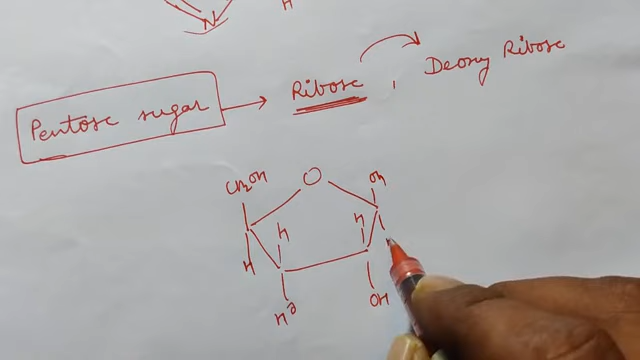 N
H
Pentose sugar
Ribose , Deoxy Ribose
CH2OH
O
OH
H
H
H
HO
OH